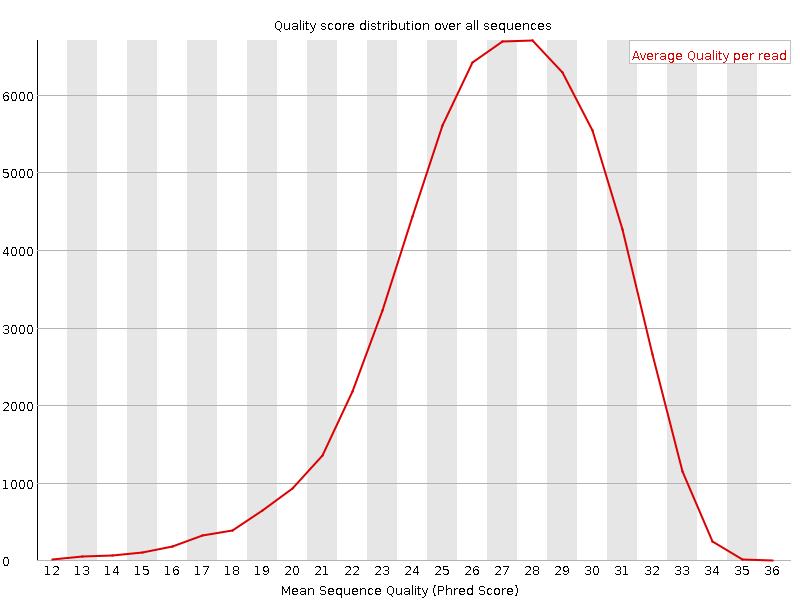 Quality score distribution over all sequences
Average Quality per read
6000
5000
4000
3000
2000
1000
0
12 13 14 15 16 17 18 19 20 21 22 23 24 25 26 27 28 29 30 31 32 33 34 35 36
Mean Sequence Quality (Phred Score)